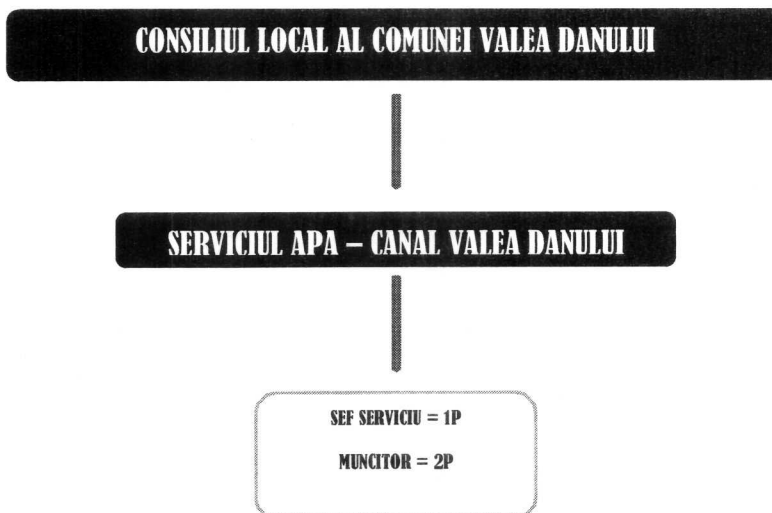 CONSILIUL LOCAL AL COMUNEI VALEA DANULUI
SERVICIUL APA – CANAL VALEA DANULUI
SEF SERVICIU = 1P
MUNCITOR = 2P